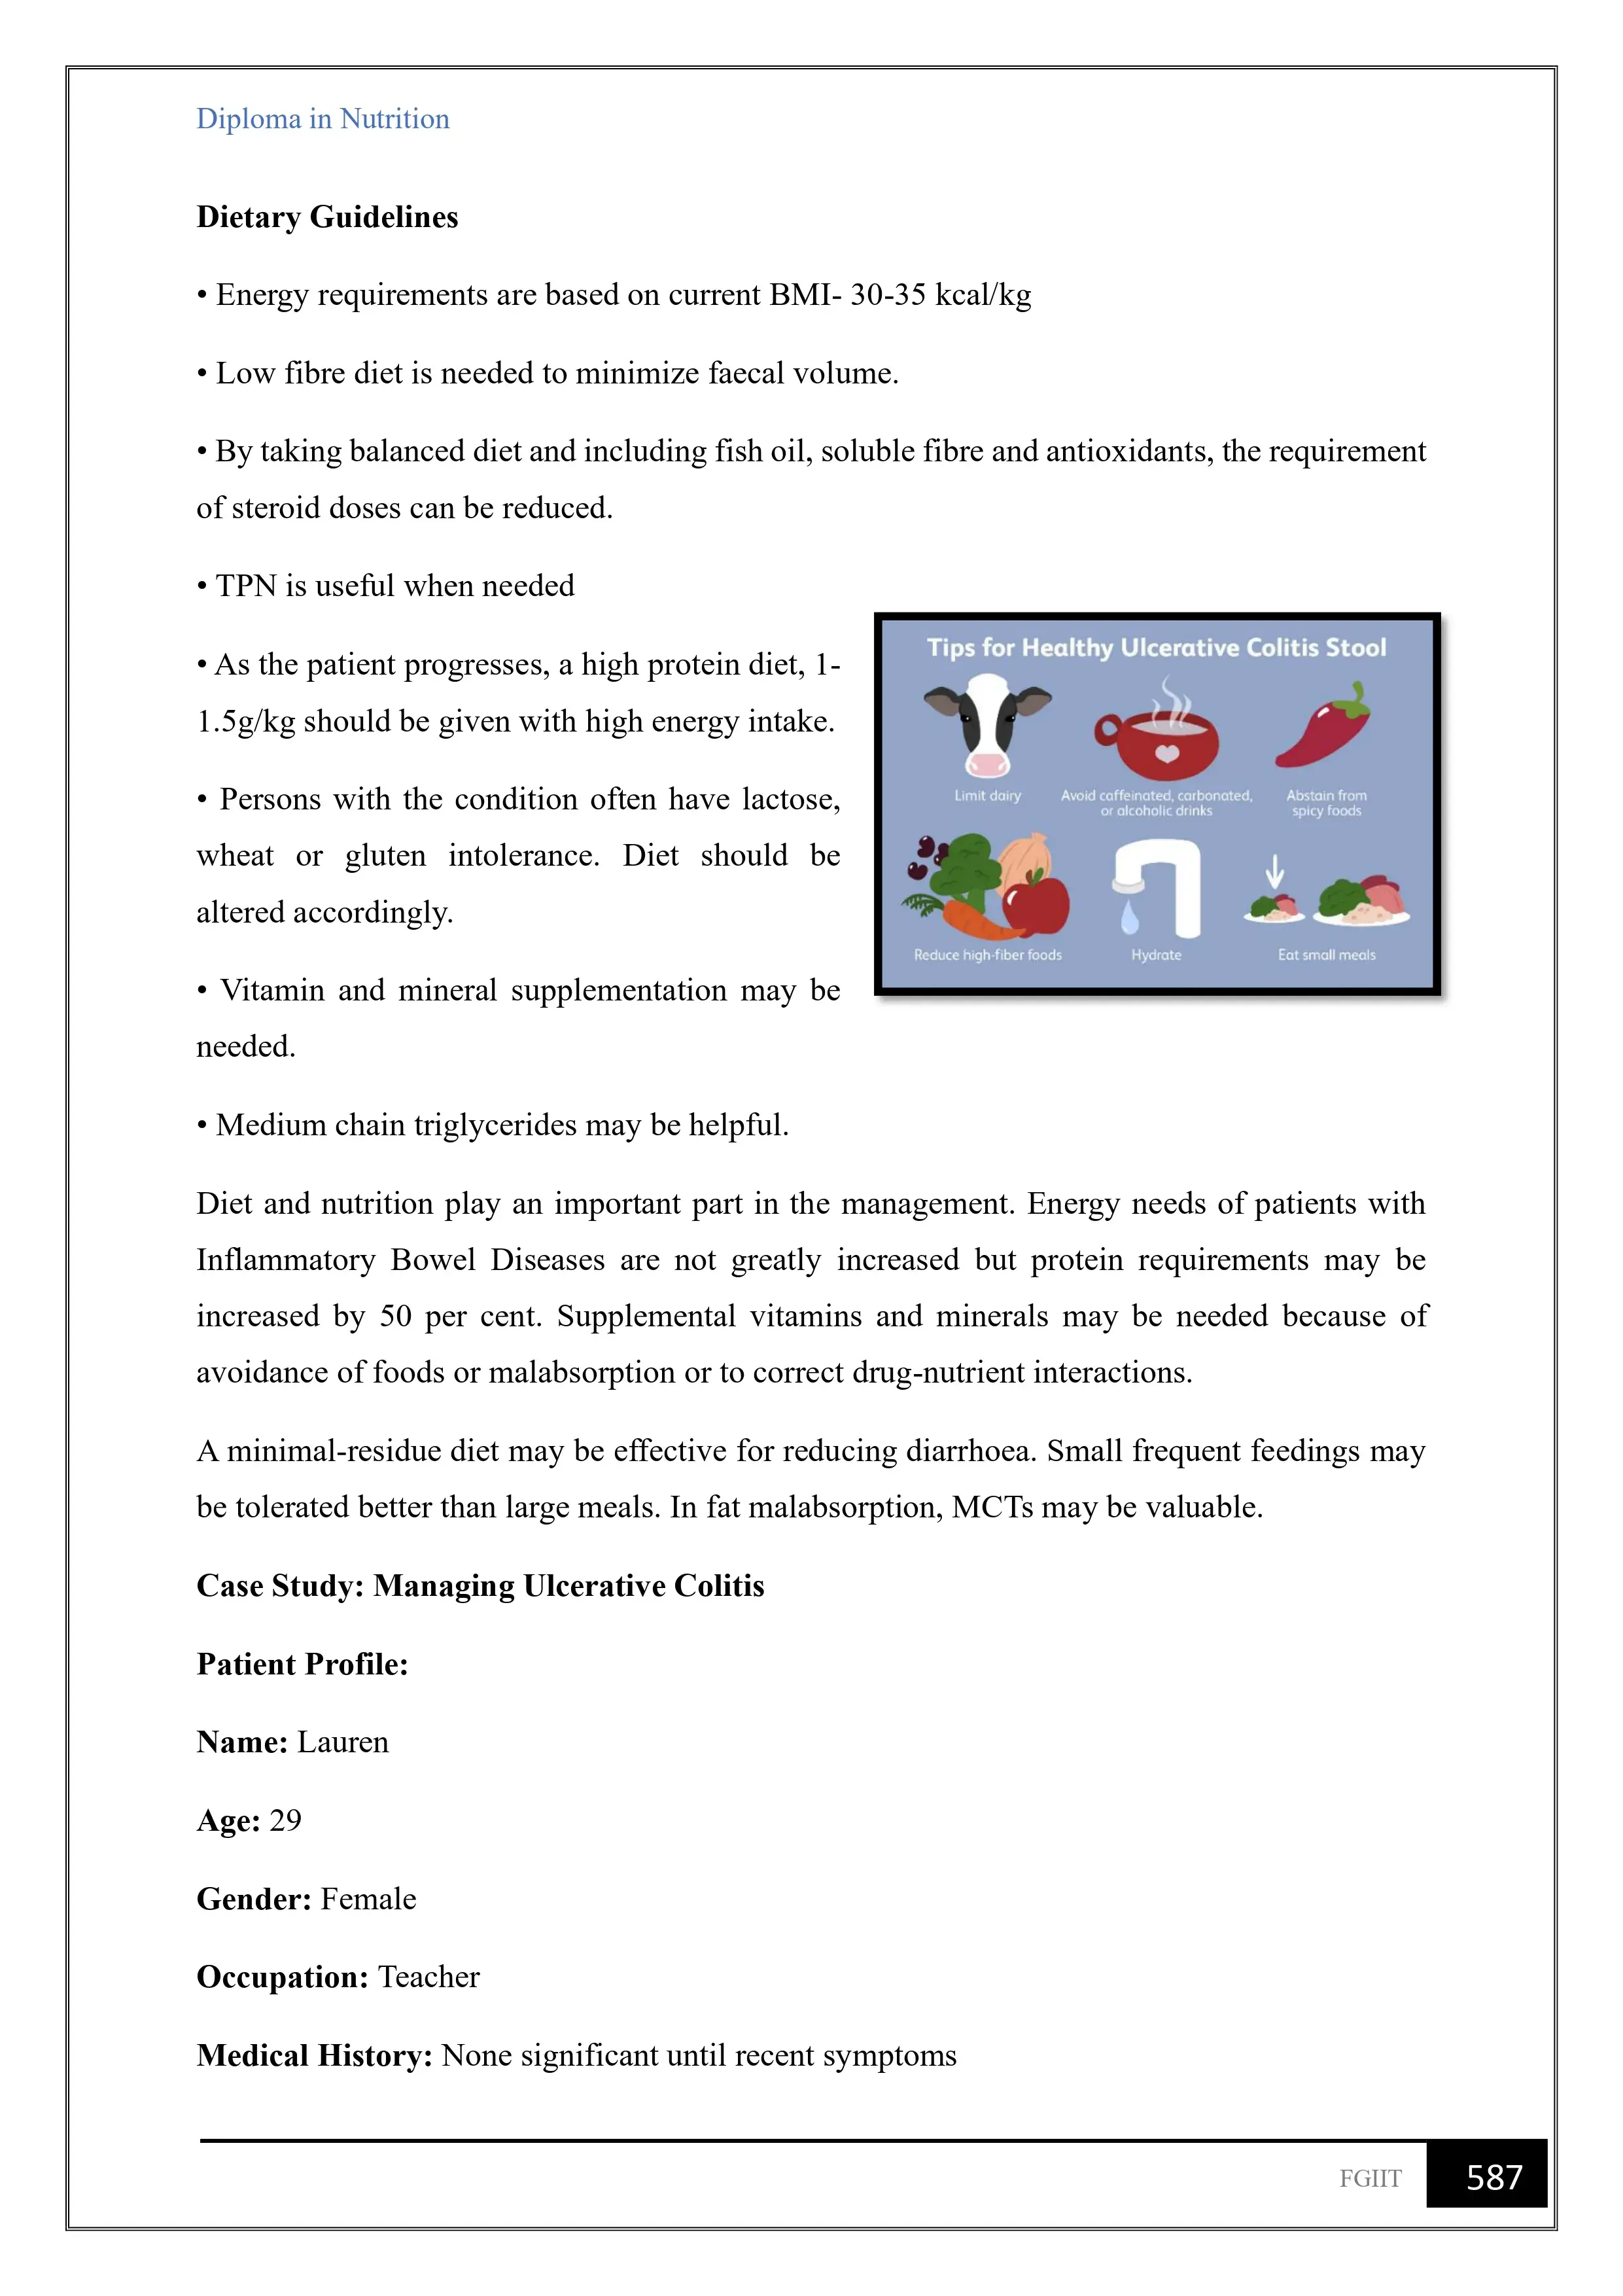 Diploma in Nutrition
Dietary Guidelines
• Energy requirements are based on current BMI- 30-35 kcal/kg
• Low fibre diet is needed to minimize faecal volume.
• By taking balanced diet and including fish oil, soluble fibre and antioxidants, the requirement
of steroid doses can be reduced.
• TPN is useful when needed
• As the patient progresses, a high protein diet, 1-
1.5g/kg should be given with high energy intake.
• Persons with the condition often have lactose,
wheat or gluten intolerance. Diet should be
altered accordingly.
• Vitamin and mineral supplementation may be
needed.
Tips for Healthy Ulcerative Colitis Stool
Limit dairy
Avoid caffeinated, carbonated,
or alcoholic drinks
Abstain from
spicy foods
Reduce high-fiber foods
Hydrate
Eat small meals
• Medium chain triglycerides may be helpful.
Diet and nutrition play an important part in the management. Energy needs of patients with
Inflammatory Bowel Diseases are not greatly increased but protein requirements may be
increased by 50 per cent. Supplemental vitamins and minerals may be needed because of
avoidance of foods or malabsorption or to correct drug-nutrient interactions.
A minimal-residue diet may be effective for reducing diarrhoea. Small frequent feedings may
be tolerated better than large meals. In fat malabsorption, MCTs may be valuable.
Case Study: Managing Ulcerative Colitis
Patient Profile:
Name: Lauren
Age: 29
Gender: Female
Occupation: Teacher
Medical History: None significant until recent symptoms
FGIIT
587